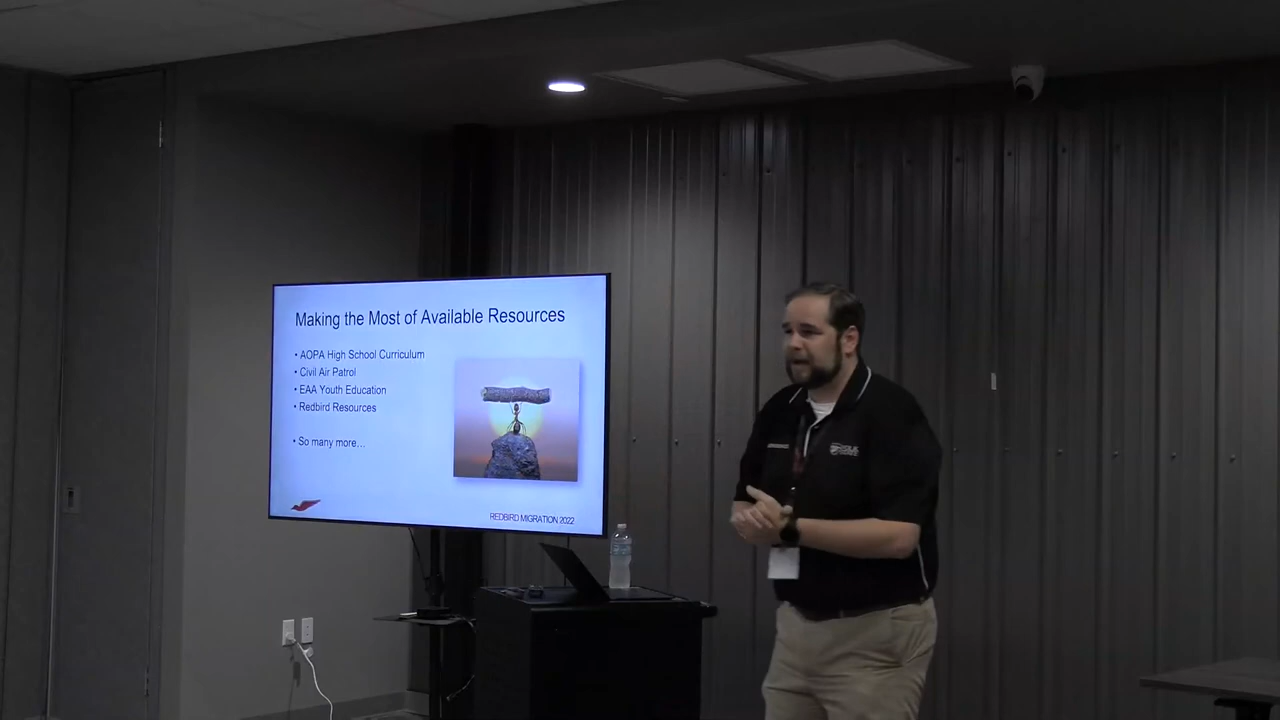 Making the Most of Available Resources
• AOPA High School Curriculum
• Civil Air Patrol
• EAA Youth Education
• Redbird Resources
• So many more...
REDBIRD MIGRATION 2022